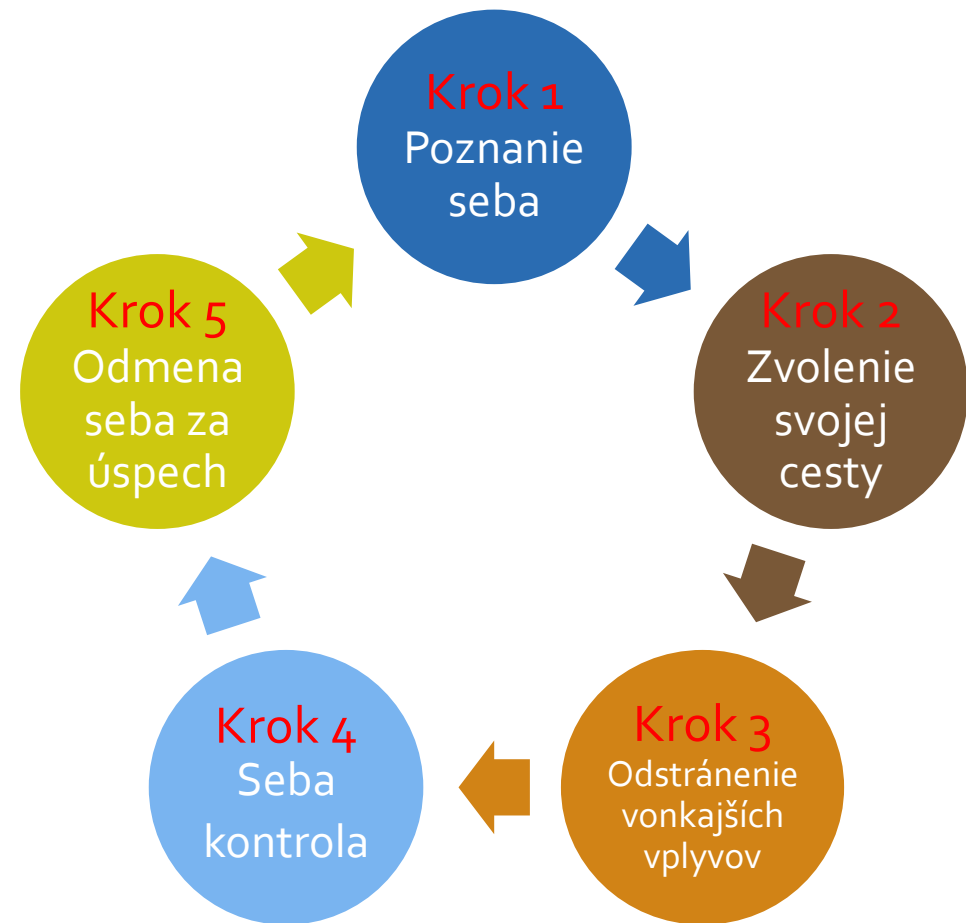 Krok 1
Poznanie
seba
Krok 2
Zvolenie
svojej
cesty
Krok 3
Odstránenie
vonkajších
vplyvov
Krok 4
Seba
kontrola
Krok 5
Odmena
seba za
úspech